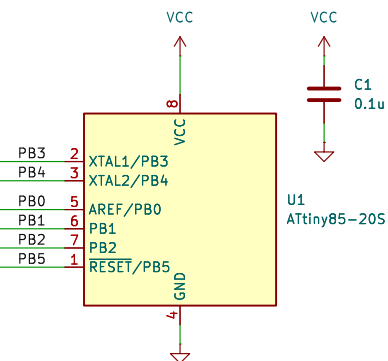 VCC
VCC
C1
0.1u
8
VCC
PB3
2
XTAL1/PB3
PB4
3
XTAL2/PB4
PB0
5
AREF/PB0
PB1
6
PB1
PB2
7
PB2
PB5
1
RESET/PB5
U1
ATtiny85-20S
GND
4